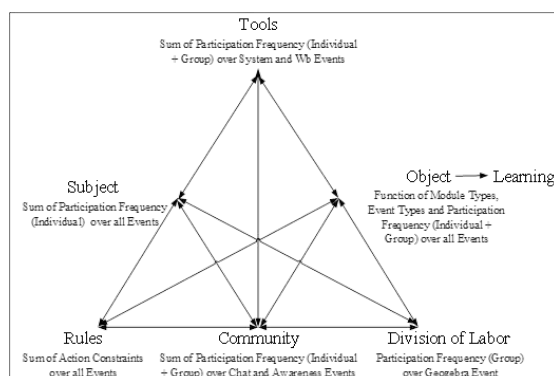 Tools
Sum of Participation Frequency (Individual
+ Group) over System and Wb Events
Subject
Sum of Participation Frequency
(Individual) over all Events
Object Learning
Function of Module Types,
Event Types and Participation
Frequency (Individual +
Group) over all Events
Rules
Sum of Action Constraints
over all Events
Community
Sum of Participation Frequency (Individual
+ Group) over Chat and Awareness Events
Division of Labor
Participation Frequency (Group)
over Geogebra Event